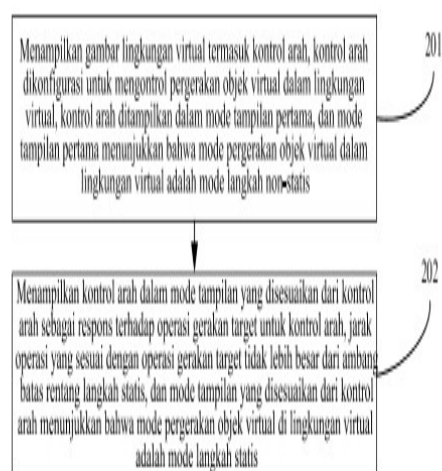 Menampilkan gambar lingkungan virtual termasuk kontrol arah, kontrol arah
dikonfigurasi untuk mengontrol pergerakan objek virtual dalam lingkungan
virtual, kontrol arah ditampilkan dalam mode tampilan pertama, dan mode
tampilan pertama menunjukkan bahwa mode pergerakan objek virtual dalam
lingkungan virtual adalah mode langkah non-statis
201
Menampilkan kontrol arah dalam mode tampilan yang disesuaikan dari kontrol
arah sebagai respons terhadap operasi gerakan target untuk kontrol arah, jarak
operasi yang sesuai dengan operasi gerakan target tidak lebih besar dari ambang
batas rentang langkah statis, dan mode tampilan yang disesuaikan dari kontrol
arah menunjukkan bahwa mode pergerakan objek virtual di lingkungan virtual
adalah mode langkah statis
202